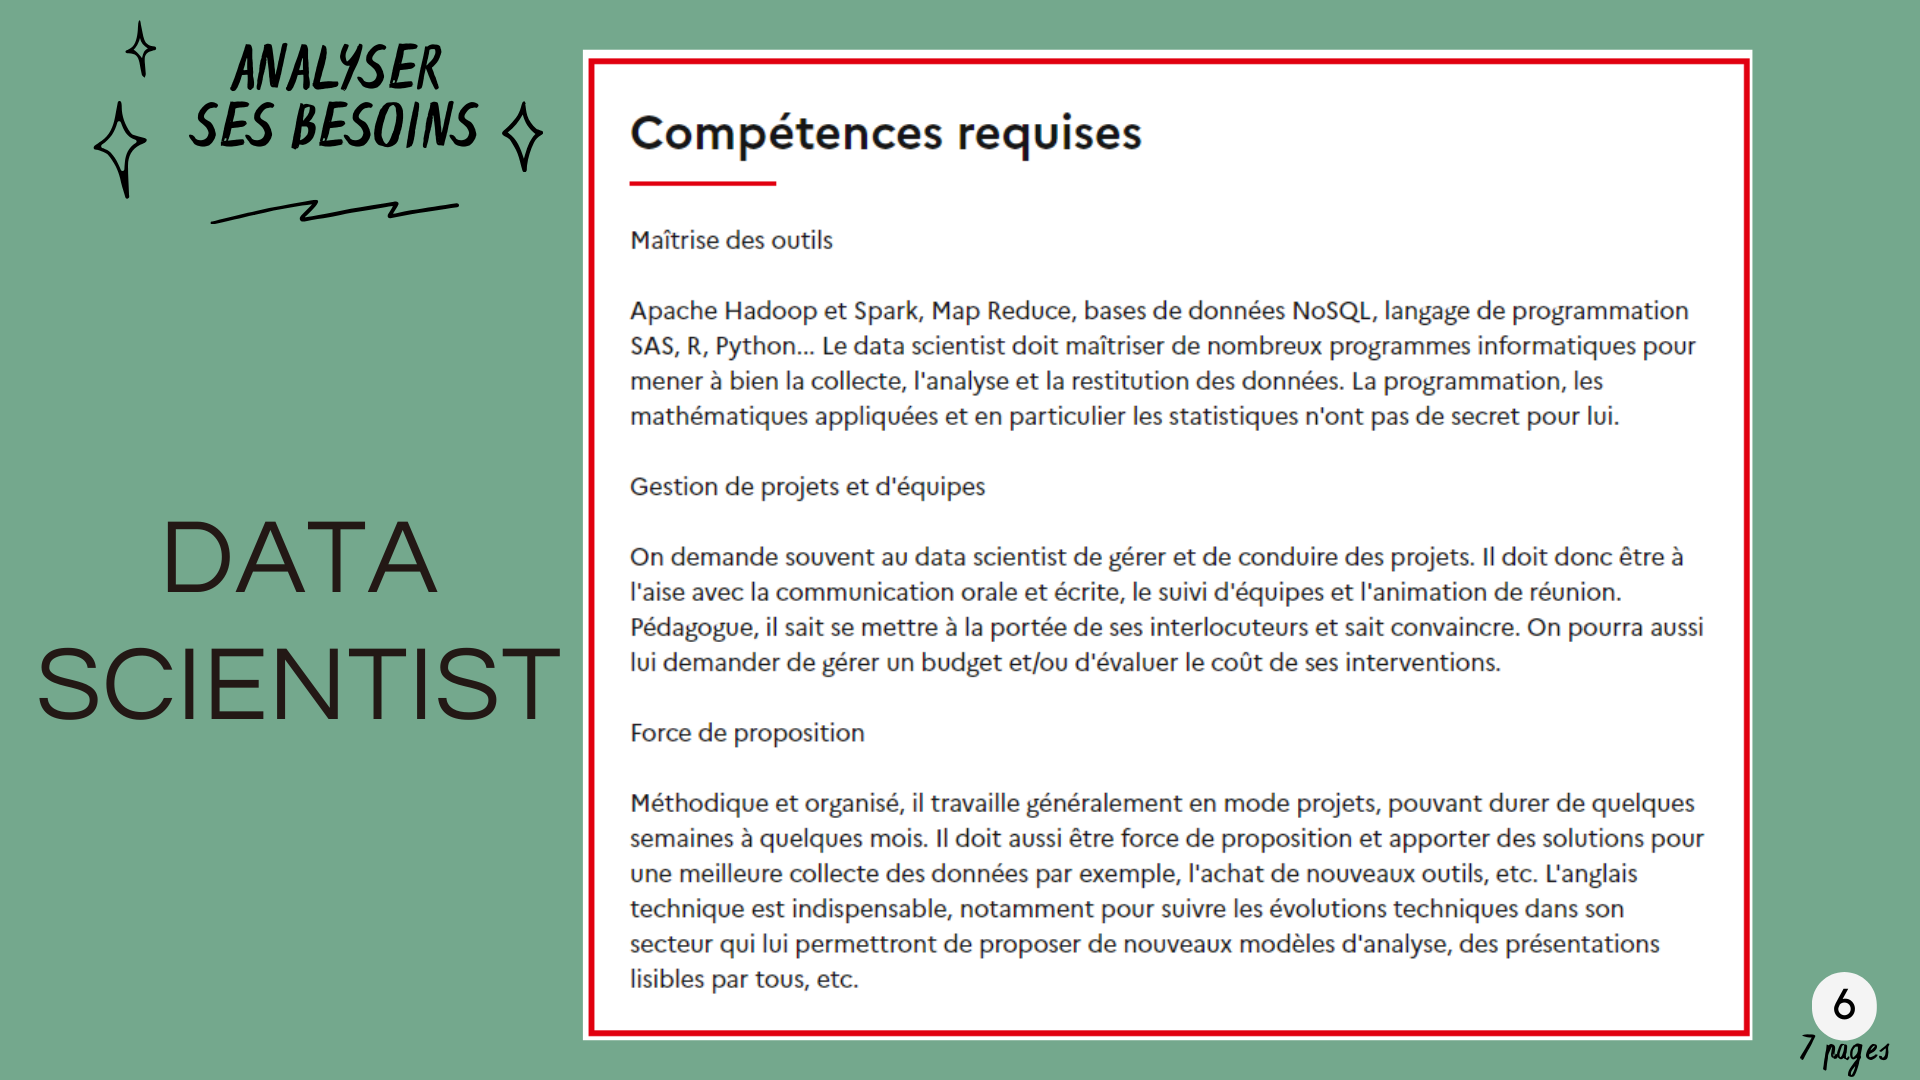 ANALYSER
SES BESOINS
DATA
SCIENTIST
Compétences requises
Maîtrise des outils
Apache Hadoop et Spark, Map Reduce, bases de données NoSQL, langage de programmation
SAS, R, Python... Le data scientist doit maîtriser de nombreux programmes informatiques pour
mener à bien la collecte, l'analyse et la restitution des données. La programmation, les
mathématiques appliquées et en particulier les statistiques n'ont pas de secret pour lui.
Gestion de projets et d'équipes
On demande souvent au data scientist de gérer et de conduire des projets. Il doit donc être à
l'aise avec la communication orale et écrite, le suivi d'équipes et l'animation de réunion.
Pédagogue, il sait se mettre à la portée de ses interlocuteurs et sait convaincre. On pourra aussi
lui demander de gérer un budget et/ou d'évaluer le coût de ses interventions.
Force de proposition
Méthodique et organisé, il travaille généralement en mode projets, pouvant durer de quelques
semaines à quelques mois. Il doit aussi être force de proposition et apporter des solutions pour
une meilleure collecte des données par exemple, l'achat de nouveaux outils, etc. L'anglais
technique est indispensable, notamment pour suivre les évolutions techniques dans son
secteur qui lui permettront de proposer de nouveaux modèles d'analyse, des présentations
lisibles par tous, etc.
6
7 pages